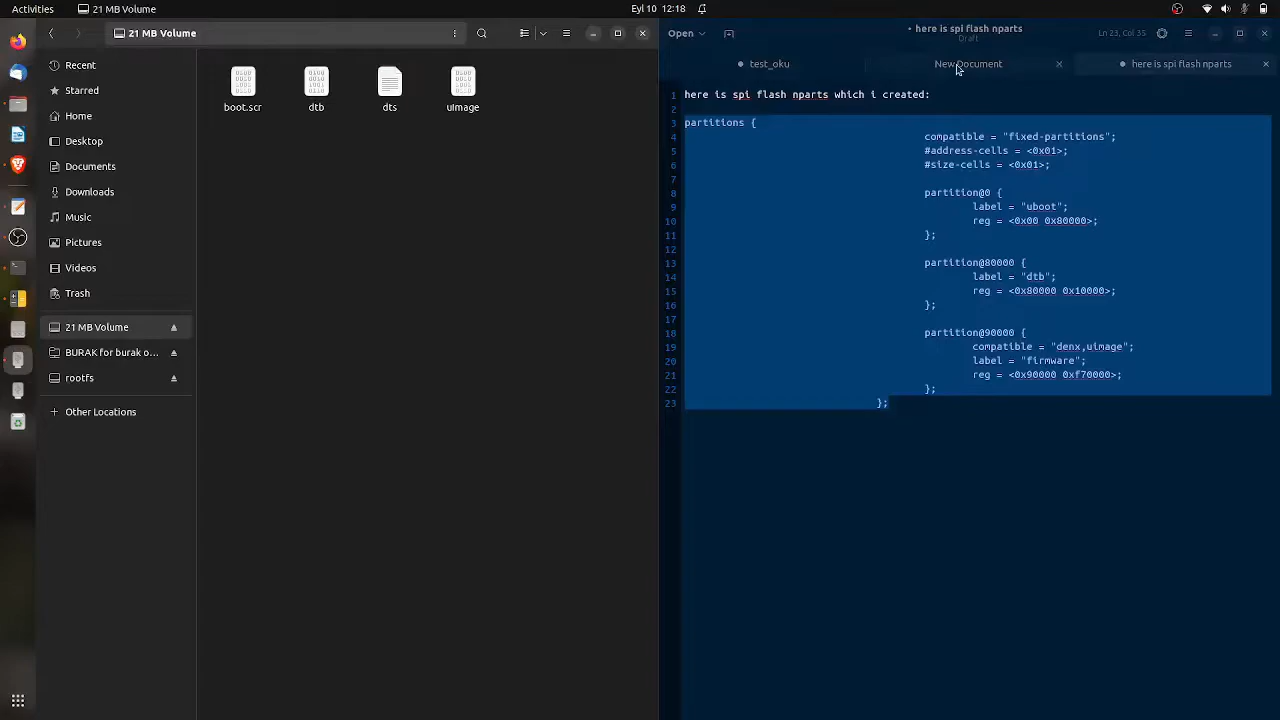 Activities
21 MB Volume
Eyl 10 12:18
21 MB Volume
Recent
Starred
Home
Desktop
Documents
Downloads
Music
Pictures
Videos
Trash
21 MB Volume
BURAK for burak o...
rootfs
Other Locations
boot.scr
dtb
dts
uImage
Open
• here is spi flash nparts
Draft
Ln 23, Col 35
test_oku
New Document
here is spi flash nparts
1 here is spi flash nparts which i created:
2
3 partitions {
4 compatible = "fixed-partitions";
5 #address-cells = <0x01>;
6 #size-cells = <0x01>;
7
8 partition@0 {
9 label = "uboot";
10 reg = <0x00 0x80000>;
11 };
12
13 partition@80000 {
14 label = "dtb";
15 reg = <0x80000 0x10000>;
16 };
17
18 partition@90000 {
19 compatible = "denx,uimage";
20 label = "firmware";
21 reg = <0x90000 0xf70000>;
22 };
23 };